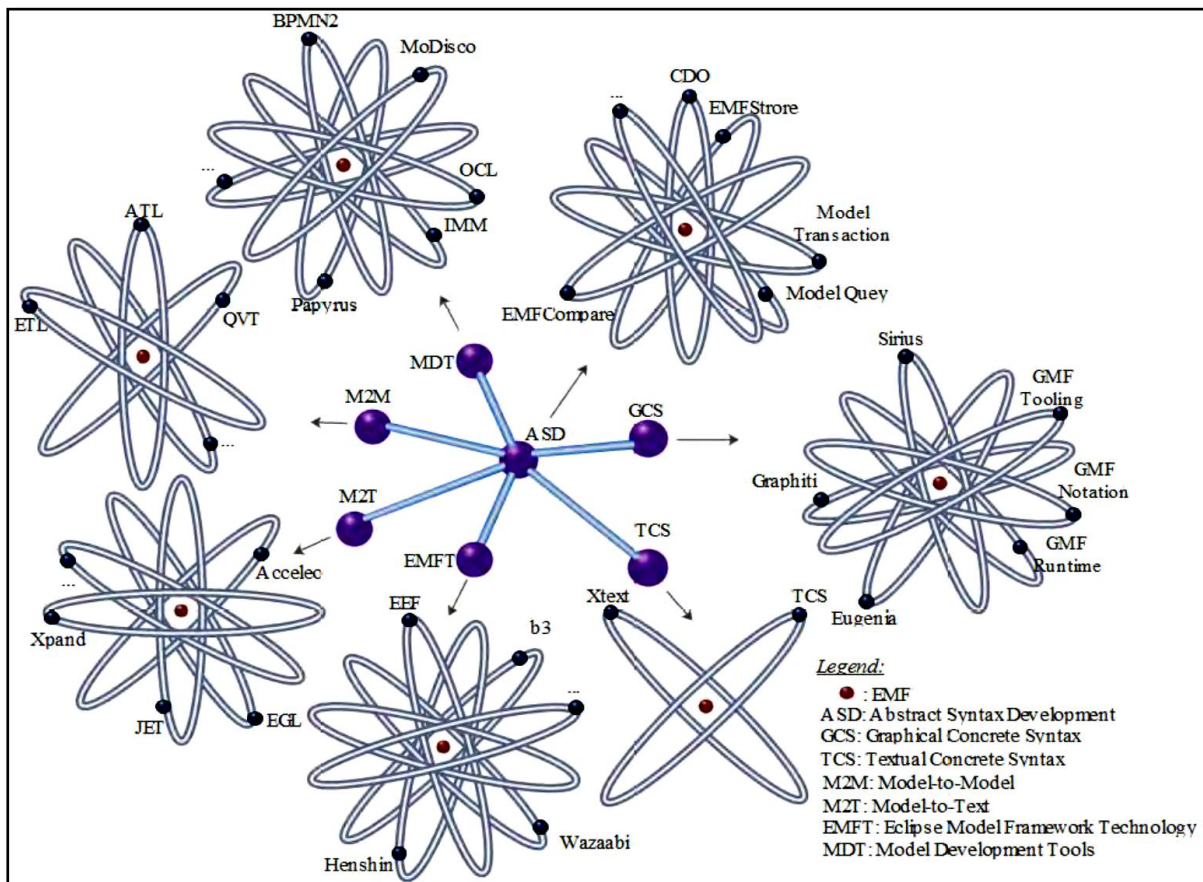 BPMN2
MoDisco
...
OCL
IMM
Papyrus
CDO
...
EMFStrore
Model
Transaction
Model Quey
EMFCompare
ATL
ETL
QVT
...
MDT
M2M
ASD
GCS
M2T
EMFT
TCS
Sirius
GMF
Tooling
Graphiti
GMF
Notation
GMF
Runtime
Eugenia
...
Acceleo
Xpand
JET
EGL
EEF
b3
...
Wazaabi
Henshin
Xtext
TCS
Legend:
: EMF
ASD: Abstract Syntax Development
GCS: Graphical Concrete Syntax
TCS: Textual Concrete Syntax
M2M: Model-to-Model
M2T: Model-to-Text
EMFT: Eclipse Model Framework Technology
MDT: Model Development Tools